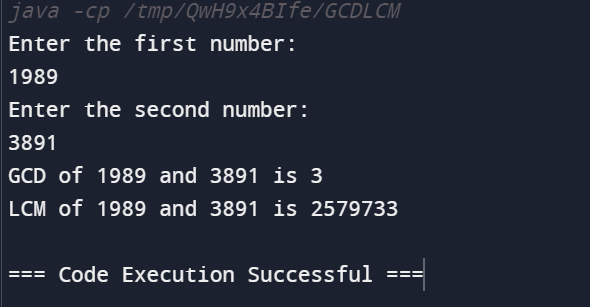 java -cp /tmp/QwH9x4BIfe/GCDLCM
Enter the first number:
1989
Enter the second number:
3891
GCD of 1989 and 3891 is 3
LCM of 1989 and 3891 is 2579733
=== Code Execution Successful ===